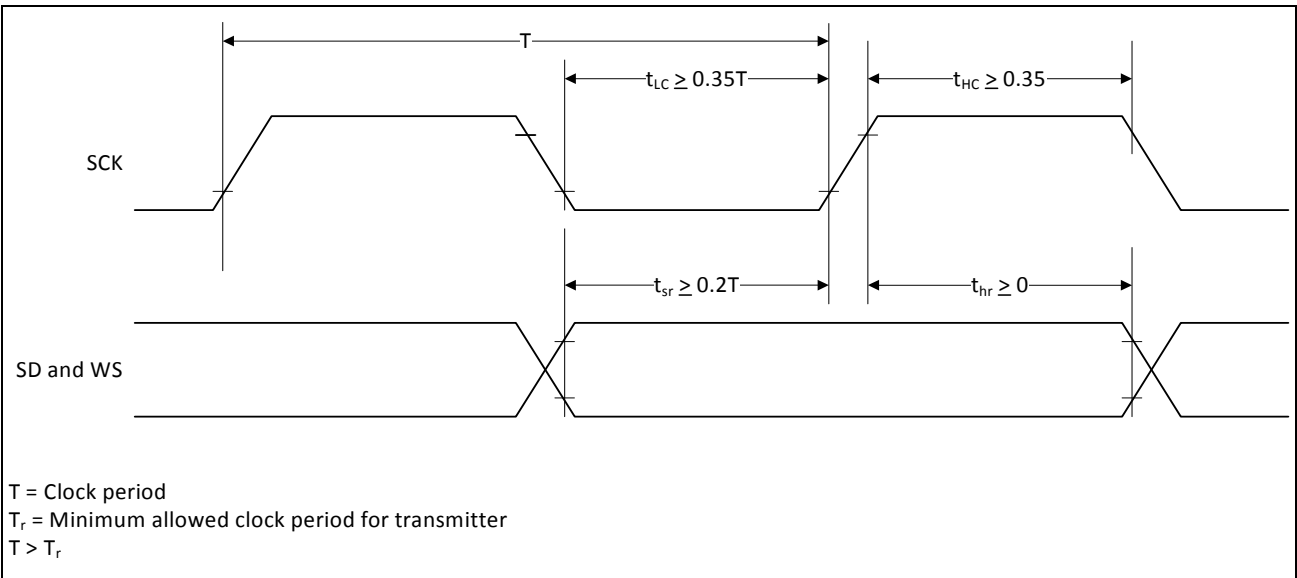 T
t_LC ≥ 0.35T
t_HC ≥ 0.35
SCK
t_sr ≥ 0.2T
t_hr ≥ 0
SD and WS
T = Clock period
T_r = Minimum allowed clock period for transmitter
T > T_r